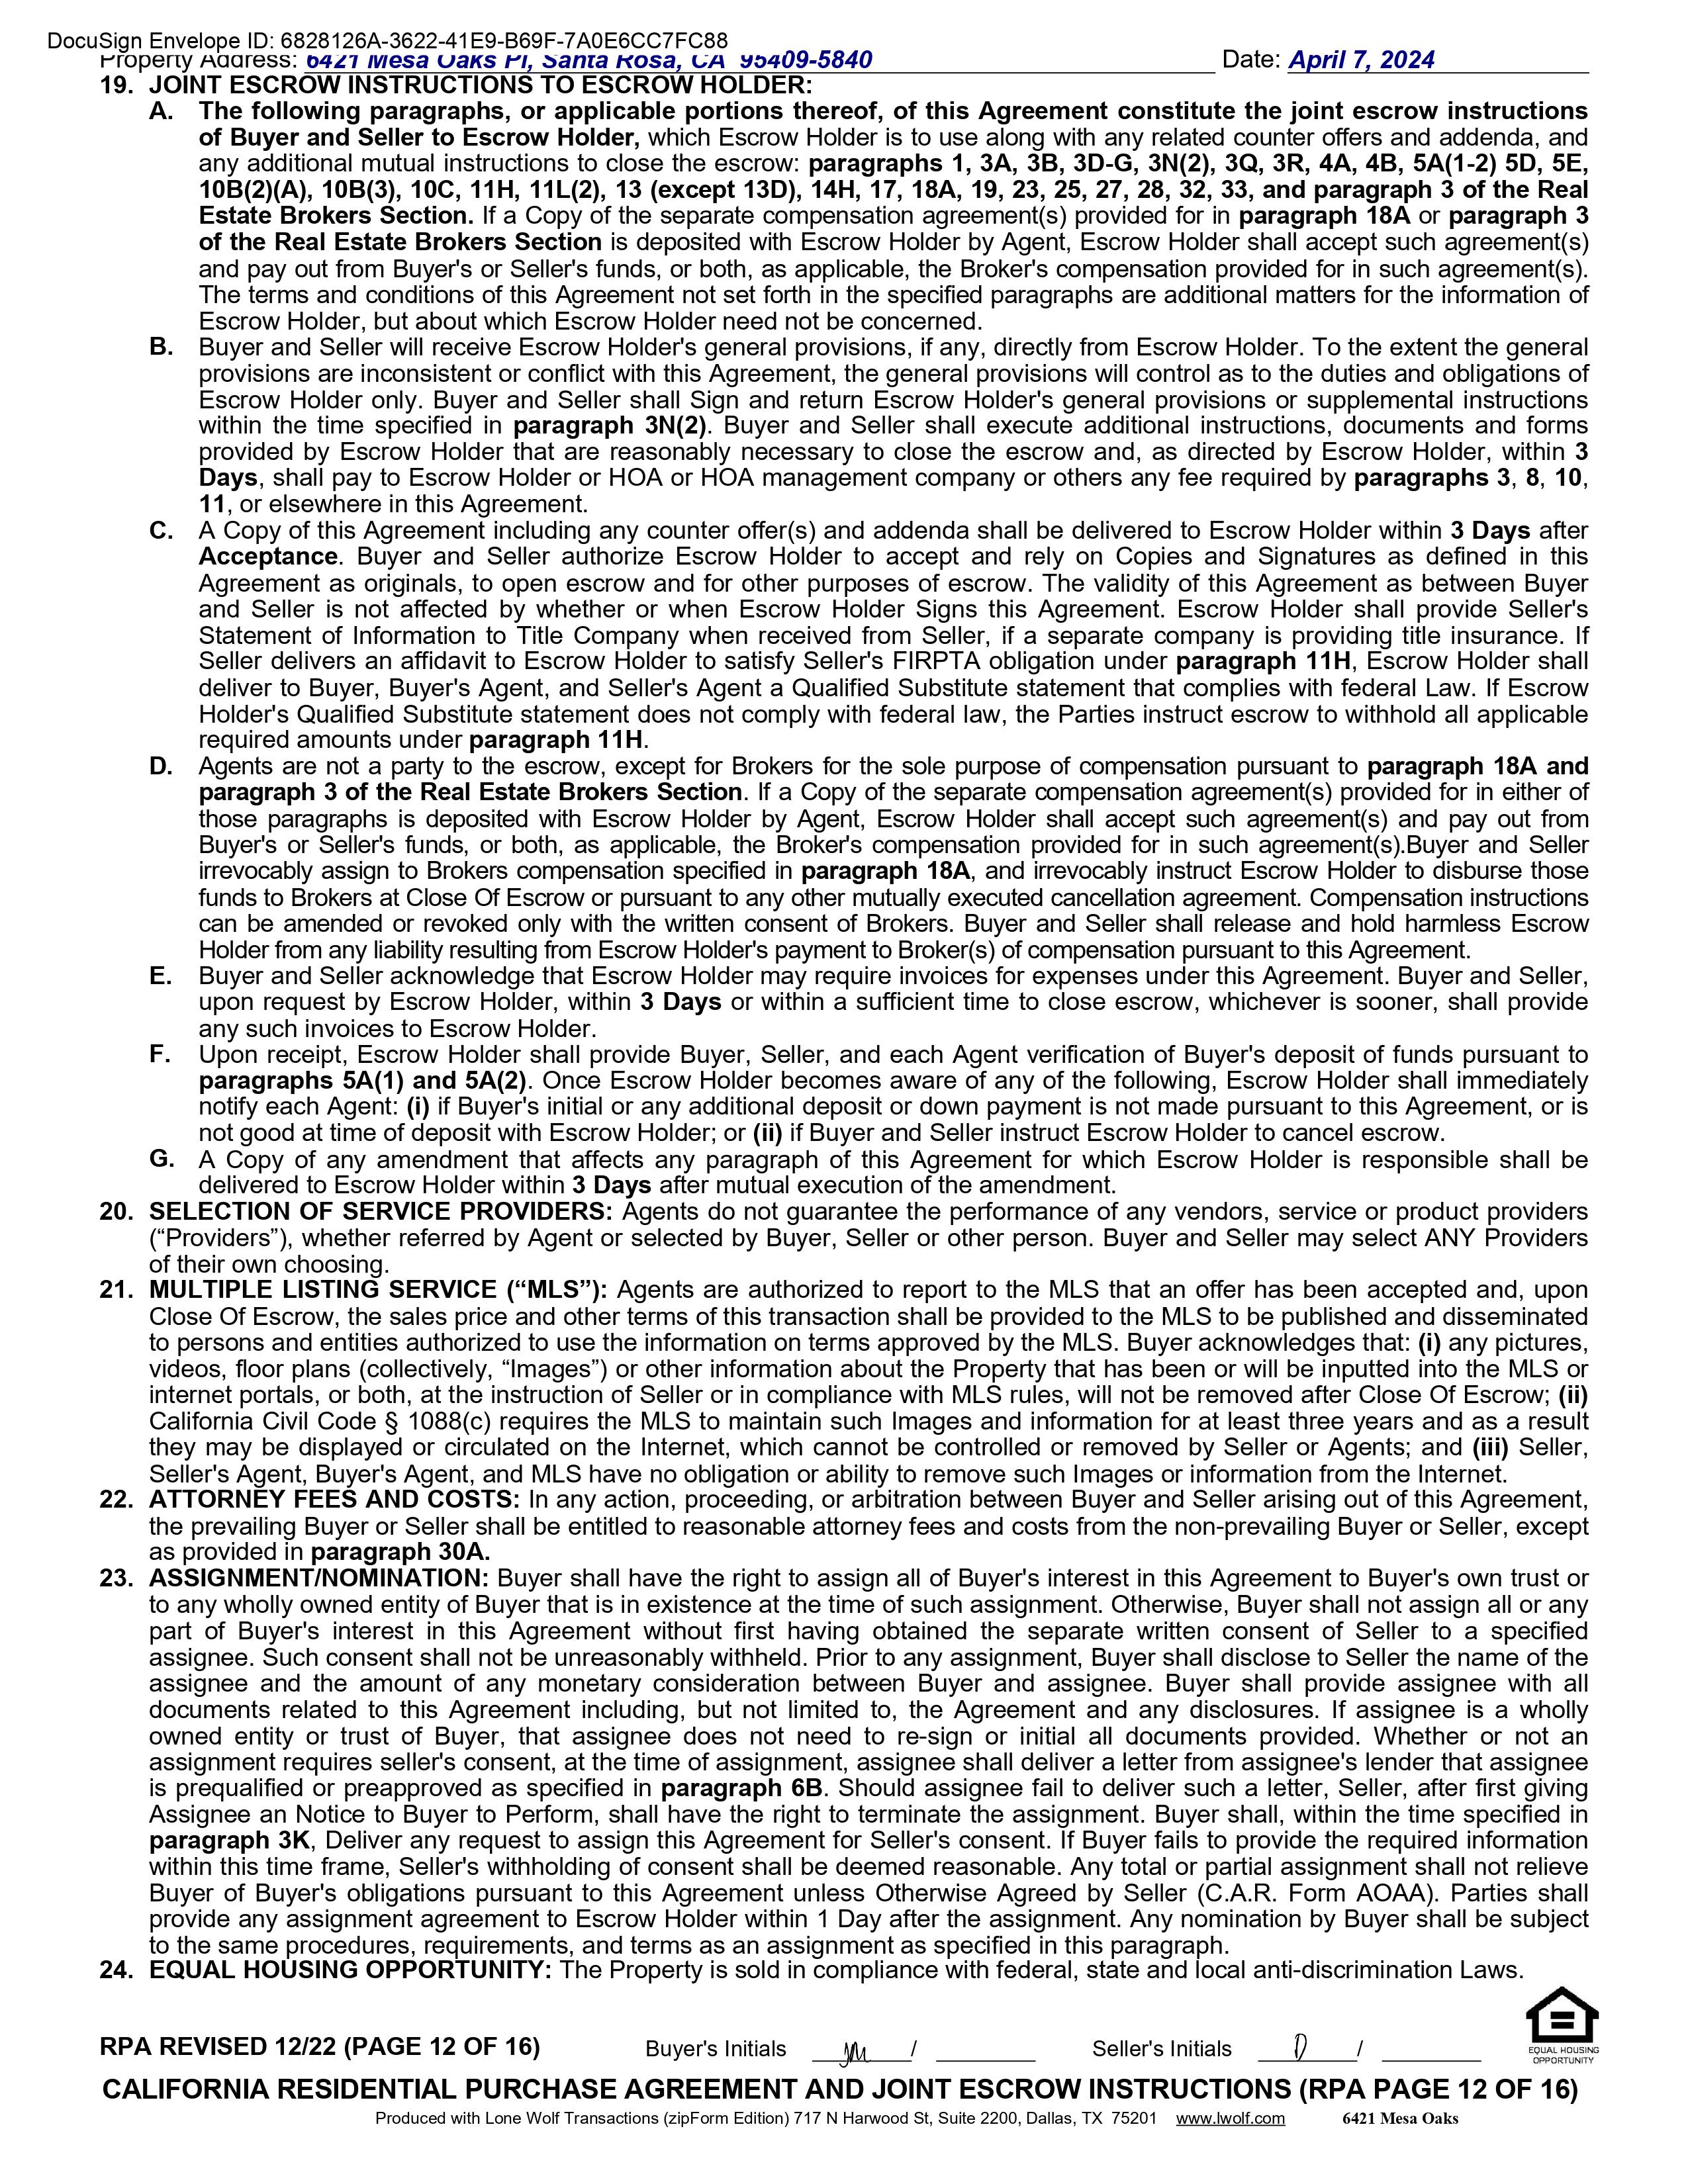 DocuSign Envelope ID: 6828126A-3622-41E9-B69F-7A0E6CC7FC88
Property Address: 6421 Mesa Oaks Pl, Santa Rosa, CA 95409-5840 Date: April 7, 2024
19. JOINT ESCROW INSTRUCTIONS TO ESCROW HOLDER:
A. The following paragraphs, or applicable portions thereof, of this Agreement constitute the joint escrow instructions
of Buyer and Seller to Escrow Holder, which Escrow Holder is to use along with any related counter offers and addenda, and
any additional mutual instructions to close the escrow: paragraphs 1, 3A, 3B, 3D-G, 3N(2), 3Q, 3R, 4A, 4B, 5A(1-2) 5D, 5E,
10B(2)(A), 10B(3), 10C, 11H, 11L(2), 13 (except 13D), 14H, 17, 18A, 19, 23, 25, 27, 28, 32, 33, and paragraph 3 of the Real
Estate Brokers Section. If a Copy of the separate compensation agreement(s) provided for in paragraph 18A or paragraph 3
of the Real Estate Brokers Section is deposited with Escrow Holder by Agent, Escrow Holder shall accept such agreement(s)
and pay out from Buyer's or Seller's funds, or both, as applicable, the Broker's compensation provided for in such agreement(s).
The terms and conditions of this Agreement not set forth in the specified paragraphs are additional matters for the information of
Escrow Holder, but about which Escrow Holder need not be concerned.
B. Buyer and Seller will receive Escrow Holder's general provisions, if any, directly from Escrow Holder. To the extent the general
provisions are inconsistent or conflict with this Agreement, the general provisions will control as to the duties and obligations of
Escrow Holder only. Buyer and Seller shall Sign and return Escrow Holder's general provisions or supplemental instructions
within the time specified in paragraph 3N(2). Buyer and Seller shall execute additional instructions, documents and forms
provided by Escrow Holder that are reasonably necessary to close the escrow and, as directed by Escrow Holder, within 3
Days, shall pay to Escrow Holder or HOA or HOA management company or others any fee required by paragraphs 3, 8, 10,
11, or elsewhere in this Agreement.
C. A Copy of this Agreement including any counter offer(s) and addenda shall be delivered to Escrow Holder within 3 Days after
Acceptance. Buyer and Seller authorize Escrow Holder to accept and rely on Copies and Signatures as defined in this
Agreement as originals, to open escrow and for other purposes of escrow. The validity of this Agreement as between Buyer
and Seller is not affected by whether or when Escrow Holder Signs this Agreement. Escrow Holder shall provide Seller's
Statement of Information to Title Company when received from Seller, if a separate company is providing title insurance. If
Seller delivers an affidavit to Escrow Holder to satisfy Seller's FIRPTA obligation under paragraph 11H, Escrow Holder shall
deliver to Buyer, Buyer's Agent, and Seller's Agent a Qualified Substitute statement that complies with federal Law. If Escrow
Holder's Qualified Substitute statement does not comply with federal law, the Parties instruct escrow to withhold all applicable
required amounts under paragraph 11H.
D. Agents are not a party to the escrow, except for Brokers for the sole purpose of compensation pursuant to paragraph 18A and
paragraph 3 of the Real Estate Brokers Section. If a Copy of the separate compensation agreement(s) provided for in either of
those paragraphs is deposited with Escrow Holder by Agent, Escrow Holder shall accept such agreement(s) and pay out from
Buyer's or Seller's funds, or both, as applicable, the Broker's compensation provided for in such agreement(s).Buyer and Seller
irrevocably assign to Brokers compensation specified in paragraph 18A, and irrevocably instruct Escrow Holder to disburse those
funds to Brokers at Close Of Escrow or pursuant to any other mutually executed cancellation agreement. Compensation instructions
can be amended or revoked only with the written consent of Brokers. Buyer and Seller shall release and hold harmless Escrow
Holder from any liability resulting from Escrow Holder's payment to Broker(s) of compensation pursuant to this Agreement.
E. Buyer and Seller acknowledge that Escrow Holder may require invoices for expenses under this Agreement. Buyer and Seller,
upon request by Escrow Holder, within 3 Days or within a sufficient time to close escrow, whichever is sooner, shall provide
any such invoices to Escrow Holder.
F. Upon receipt, Escrow Holder shall provide Buyer, Seller, and each Agent verification of Buyer's deposit of funds pursuant to
paragraphs 5A(1) and 5A(2). Once Escrow Holder becomes aware of any of the following, Escrow Holder shall immediately
notify each Agent: (i) if Buyer's initial or any additional deposit or down payment is not made pursuant to this Agreement, or is
not good at time of deposit with Escrow Holder; or (ii) if Buyer and Seller instruct Escrow Holder to cancel escrow.
G. A Copy of any amendment that affects any paragraph of this Agreement for which Escrow Holder is responsible shall be
delivered to Escrow Holder within 3 Days after mutual execution of the amendment.
20. SELECTION OF SERVICE PROVIDERS: Agents do not guarantee the performance of any vendors, service or product providers
(“Providers”), whether referred by Agent or selected by Buyer, Seller or other person. Buyer and Seller may select ANY Providers
of their own choosing.
21. MULTIPLE LISTING SERVICE (“MLS”): Agents are authorized to report to the MLS that an offer has been accepted and, upon
Close Of Escrow, the sales price and other terms of this transaction shall be provided to the MLS to be published and disseminated
to persons and entities authorized to use the information on terms approved by the MLS. Buyer acknowledges that: (i) any pictures,
videos, floor plans (collectively, “Images”) or other information about the Property that has been or will be inputted into the MLS or
internet portals, or both, at the instruction of Seller or in compliance with MLS rules, will not be removed after Close Of Escrow; (ii)
California Civil Code § 1088(c) requires the MLS to maintain such Images and information for at least three years and as a result
they may be displayed or circulated on the Internet, which cannot be controlled or removed by Seller or Agents; and (iii) Seller,
Seller's Agent, Buyer's Agent, and MLS have no obligation or ability to remove such Images or information from the Internet.
22. ATTORNEY FEES AND COSTS: In any action, proceeding, or arbitration between Buyer and Seller arising out of this Agreement,
the prevailing Buyer or Seller shall be entitled to reasonable attorney fees and costs from the non-prevailing Buyer or Seller, except
as provided in paragraph 30A.
23. ASSIGNMENT/NOMINATION: Buyer shall have the right to assign all of Buyer's interest in this Agreement to Buyer's own trust or
to any wholly owned entity of Buyer that is in existence at the time of such assignment. Otherwise, Buyer shall not assign all or any
part of Buyer's interest in this Agreement without first having obtained the separate written consent of Seller to a specified
assignee. Such consent shall not be unreasonably withheld. Prior to any assignment, Buyer shall disclose to Seller the name of the
assignee and the amount of any monetary consideration between Buyer and assignee. Buyer shall provide assignee with all
documents related to this Agreement including, but not limited to, the Agreement and any disclosures. If assignee is a wholly
owned entity or trust of Buyer, that assignee does not need to re-sign or initial all documents provided. Whether or not an
assignment requires seller's consent, at the time of assignment, assignee shall deliver a letter from assignee's lender that assignee
is prequalified or preapproved as specified in paragraph 6B. Should assignee fail to deliver such a letter, Seller, after first giving
Assignee an Notice to Buyer to Perform, shall have the right to terminate the assignment. Buyer shall, within the time specified in
paragraph 3K, Deliver any request to assign this Agreement for Seller's consent. If Buyer fails to provide the required information
within this time frame, Seller's withholding of consent shall be deemed reasonable. Any total or partial assignment shall not relieve
Buyer of Buyer's obligations pursuant to this Agreement unless Otherwise Agreed by Seller (C.A.R. Form AOAA). Parties shall
provide any assignment agreement to Escrow Holder within 1 Day after the assignment. Any nomination by Buyer shall be subject
to the same procedures, requirements, and terms as an assignment as specified in this paragraph.
24. EQUAL HOUSING OPPORTUNITY: The Property is sold in compliance with federal, state and local anti-discrimination Laws.
RPA REVISED 12/22 (PAGE 12 OF 16) Buyer's Initials / Seller's Initials D /
EQUAL HOUSING
OPPORTUNITY
CALIFORNIA RESIDENTIAL PURCHASE AGREEMENT AND JOINT ESCROW INSTRUCTIONS (RPA PAGE 12 OF 16)
Produced with Lone Wolf Transactions (zipForm Edition) 717 N Harwood St, Suite 2200, Dallas, TX 75201 www.lwolf.com 6421 Mesa Oaks